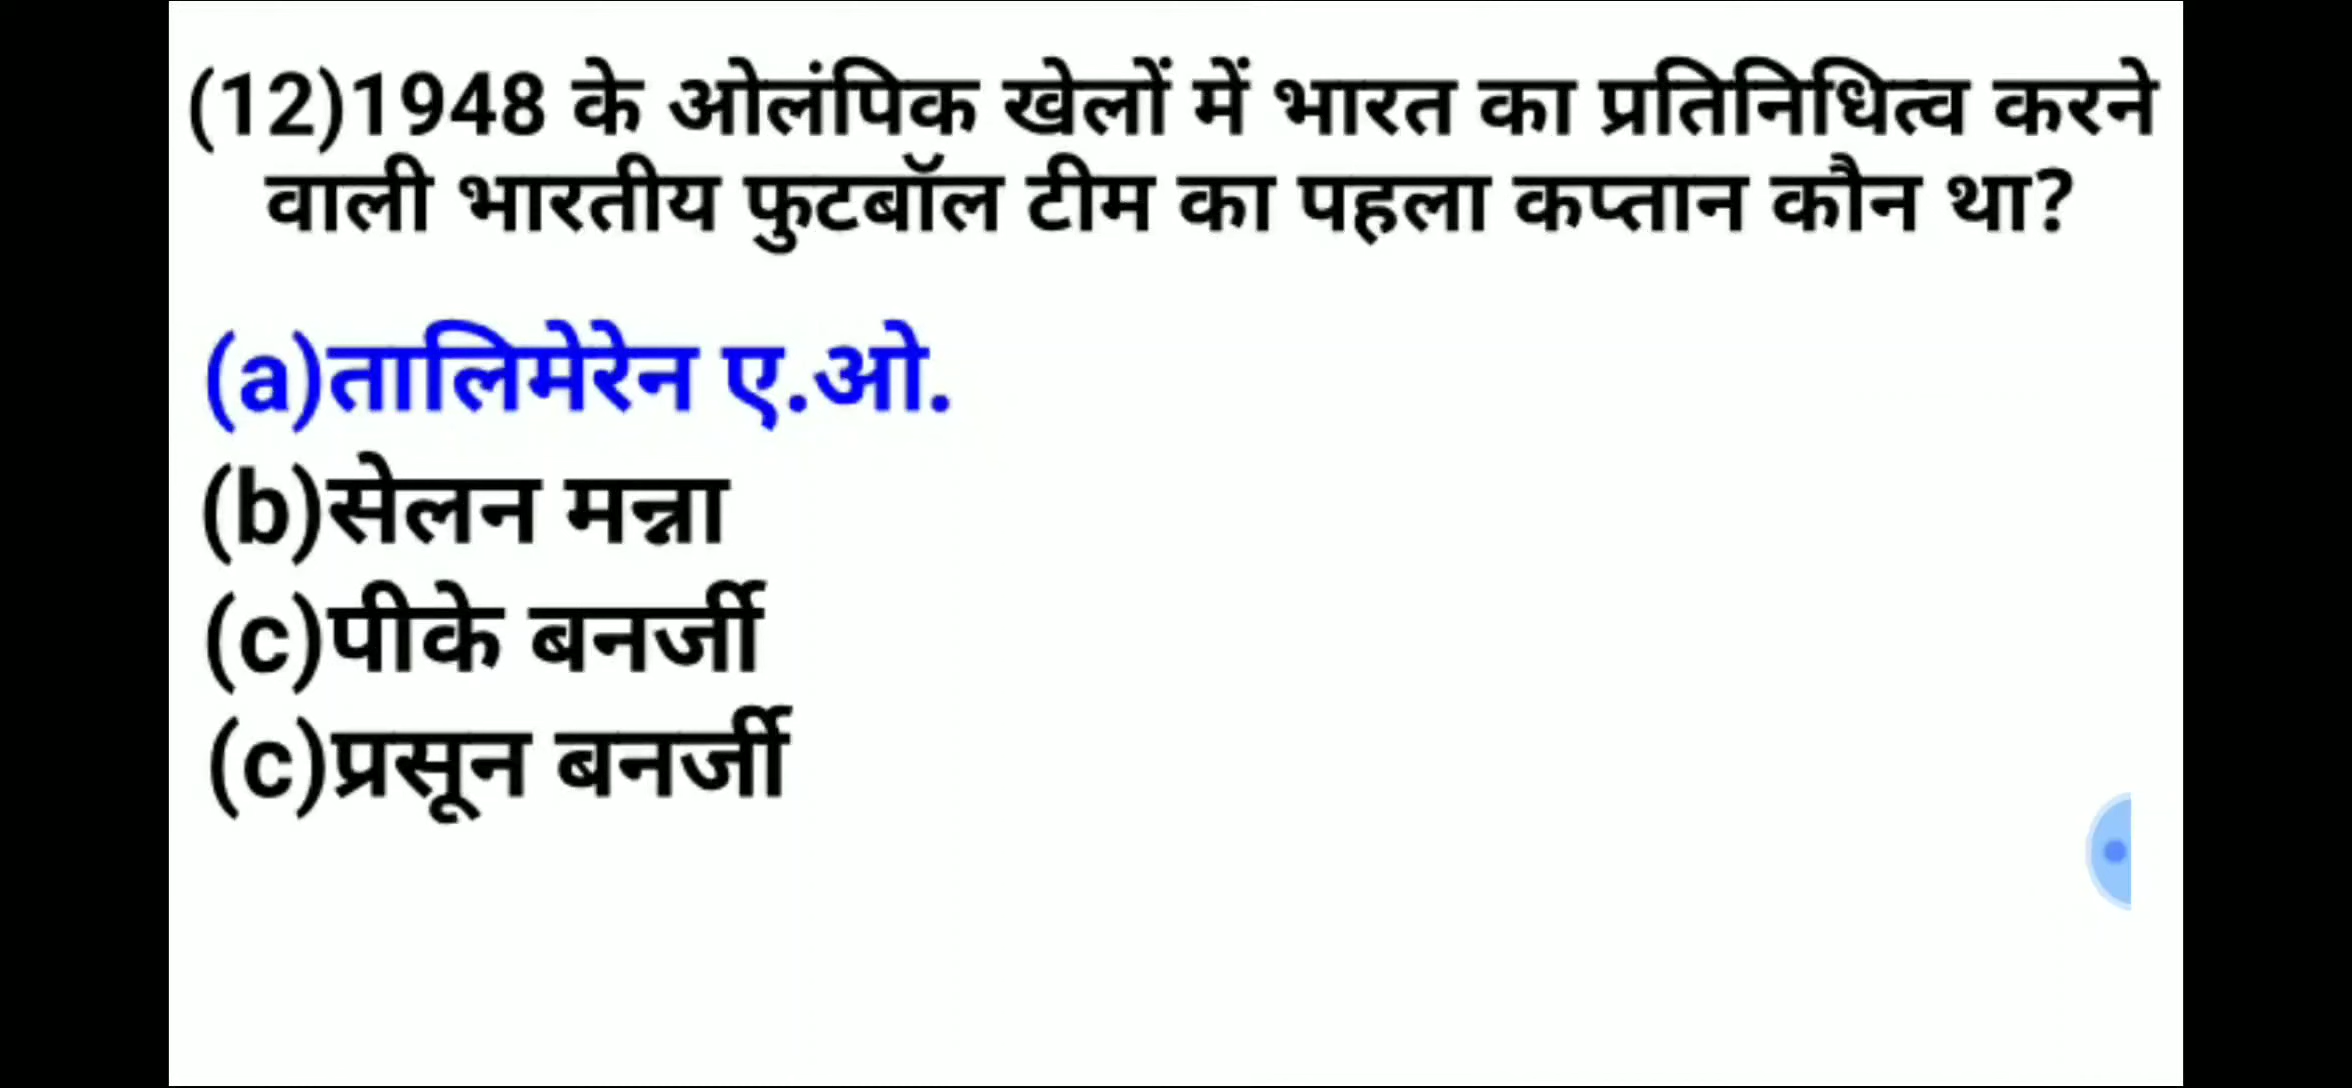 (12)1948 के ओलंपिक खेलों में भारत का प्रतिनिधित्व करने
वाली भारतीय फुटबॉल टीम का पहला कप्तान कौन था?
(a)तालिमेरेन ए.ओ.
(b)सेलन मन्ना
(c)पीके बनर्जी
(c)प्रसून बनर्जी